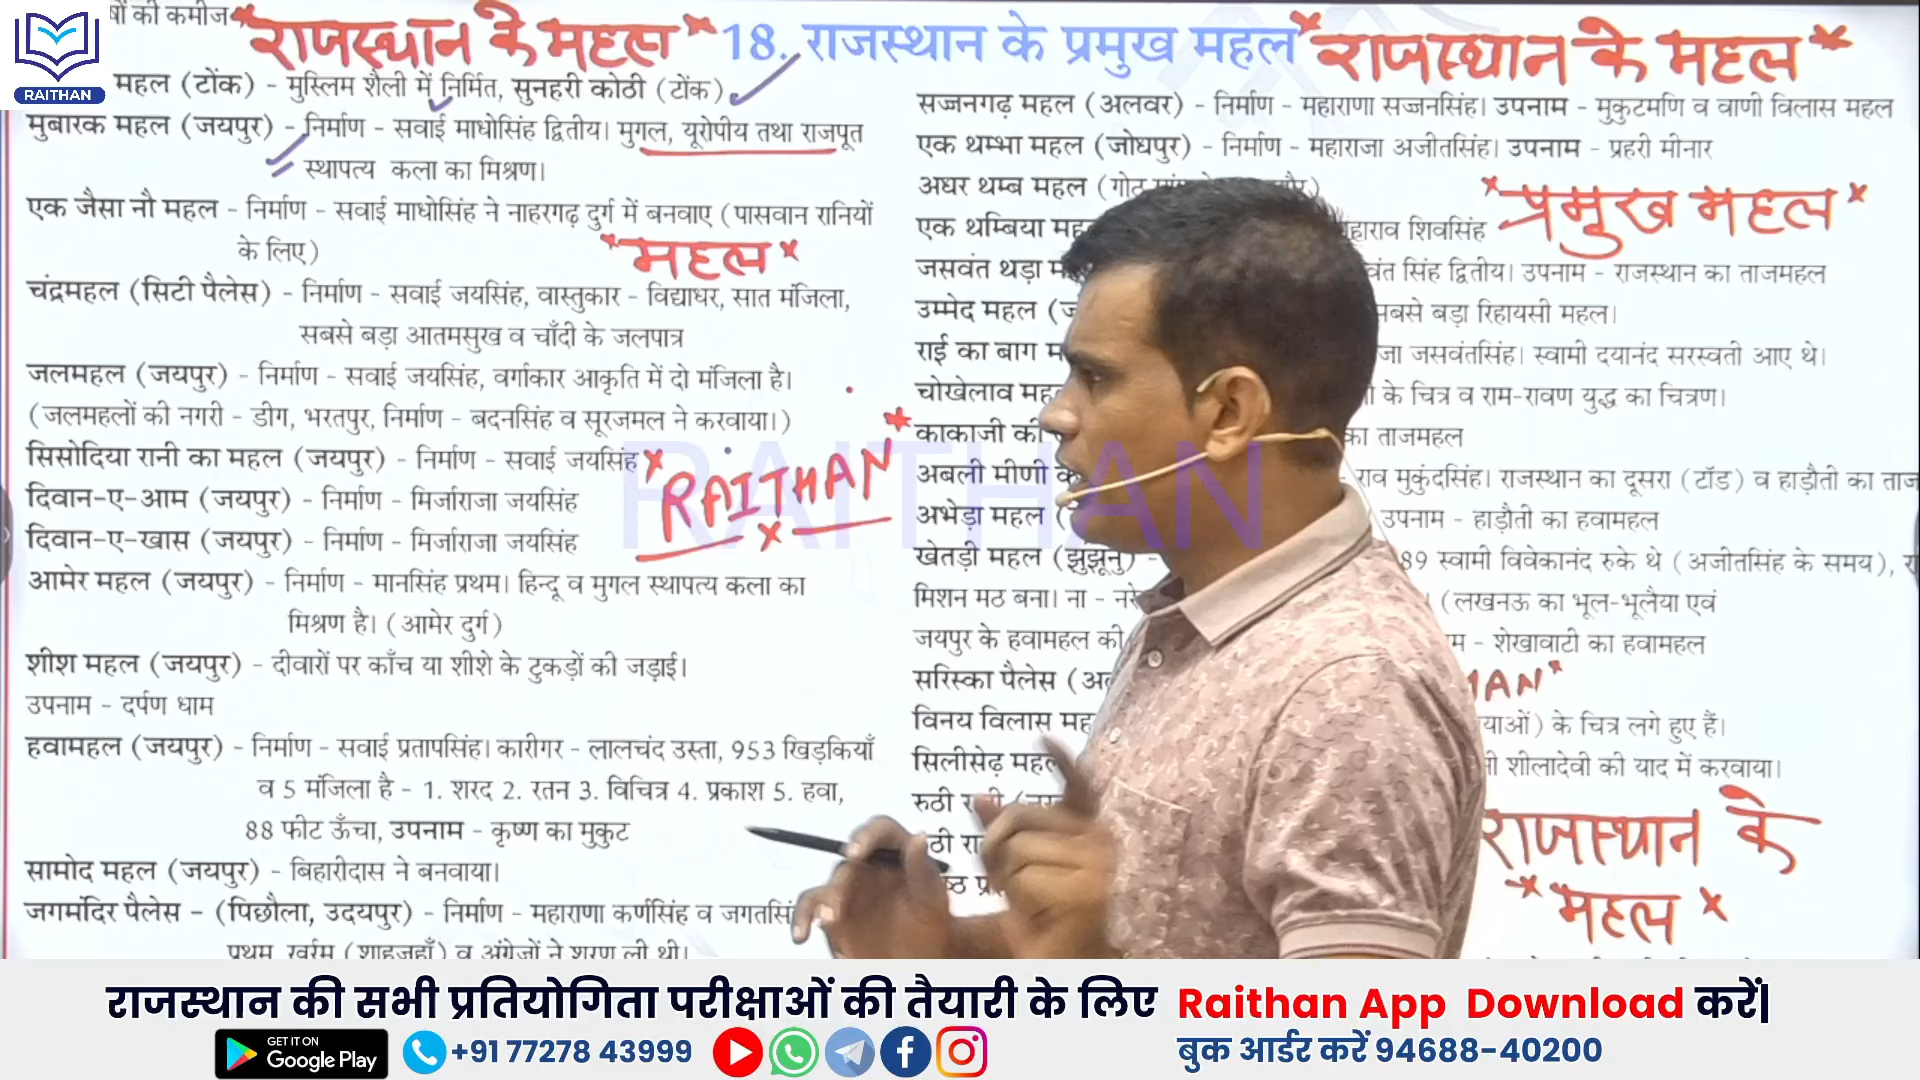 षों की कमीज
RAITHAN
राजस्थान के महल
18. राजस्थान के प्रमुख महल
राजस्थान के महल
महल (टोंक) - मुस्लिम शैली में निर्मित, सुनहरी कोठी (टोंक)
मुबारक महल (जयपुर) - निर्माण - सवाई माधोसिंह द्वितीय। मुगल, यूरोपीय तथा राजपूत
स्थापत्य कला का मिश्रण।
एक जैसा नौ महल - निर्माण - सवाई माधोसिंह ने नाहरगढ़ दुर्ग में बनवाए (पासवान रानियों
के लिए)
महल
चंद्रमहल (सिटी पैलेस) - निर्माण - सवाई जयसिंह, वास्तुकार - विद्याधर, सात मंजिला,
सबसे बड़ा आतमसुख व चाँदी के जलपात्र
जलमहल (जयपुर) - निर्माण - सवाई जयसिंह, वर्गाकार आकृति में दो मंजिला है।
(जलमहलों की नगरी - डीग, भरतपुर, निर्माण - बदनसिंह व सूरजमल ने करवाया।)
सिसोदिया रानी का महल (जयपुर) - निर्माण - सवाई जयसिंह
RAITHAN
दिवान-ए-आम (जयपुर) - निर्माण - मिर्जाराजा जयसिंह
दिवान-ए-खास (जयपुर) - निर्माण - मिर्जाराजा जयसिंह
आमेर महल (जयपुर) - निर्माण - मानसिंह प्रथम। हिन्दू व मुगल स्थापत्य कला का
मिश्रण है। (आमेर दुर्ग)
शीश महल (जयपुर) - दीवारों पर काँच या शीशे के टुकड़ों की जड़ाई।
उपनाम - दर्पण धाम
हवामहल (जयपुर) - निर्माण - सवाई प्रतापसिंह। कारीगर - लालचंद उस्ता, 953 खिड़कियाँ
व 5 मंजिला है - 1. शरद 2. रतन 3. विचित्र 4. प्रकाश 5. हवा,
88 फीट ऊँचा, उपनाम - कृष्ण का मुकुट
सामोद महल (जयपुर) - बिहारीदास ने बनवाया।
जगमंदिर पैलेस - (पिछौला, उदयपुर) - निर्माण - महाराणा कर्णसिंह व जगतसिं
प्रथम खुर्रम (शाहजहाँ) व अंग्रेजों ने शरण ली थी।
सज्जनगढ़ महल (अलवर) - निर्माण - महाराणा सज्जनसिंह। उपनाम - मुकुटमणि व वाणी विलास महल
एक थम्भा महल (जोधपुर) - निर्माण - महाराजा अजीतसिंह। उपनाम - प्रहरी मीनार
अधर थम्ब महल (गोठ
प्रमुख महल
एक थम्बिया मह हाराव शिवसिंह
जसवंत थड़ा म वंत सिंह द्वितीय। उपनाम - राजस्थान का ताजमहल
उम्मेद महल (ज सबसे बड़ा रिहायसी महल।
राई का बाग म जा जसवंतसिंह। स्वामी दयानंद सरस्वती आए थे।
चोखेलाव मह के चित्र व राम-रावण युद्ध का चित्रण।
काकाजी की का ताजमहल
अबली मीणी क राव मुकुंदसिंह। राजस्थान का दूसरा (टॉड) व हाड़ौती का ताज
अभेड़ा महल ( उपनाम - हाड़ौती का हवामहल
खेतड़ी महल (झुंझूनु) - 89 स्वामी विवेकानंद रुके थे (अजीतसिंह के समय), र
मिशन मठ बना। ना - नरे (लखनऊ का भूल-भूलैया एवं
जयपुर के हवामहल की म - शेखावाटी का हवामहल
सरिस्का पैलेस (अल HAN
विनय विलास मह याओं) के चित्र लगे हुए हैं।
सिलीसेढ़ महल नी शीलादेवी की याद में करवाया।
रुठी
ठी रा
राजस्थान के
महल
RAITHAN
राजस्थान की सभी प्रतियोगिता परीक्षाओं की तैयारी के लिए Raithan App Download करें|
GET IT ON Google Play
+91 77278 43999
बुक आर्डर करें 94688-40200